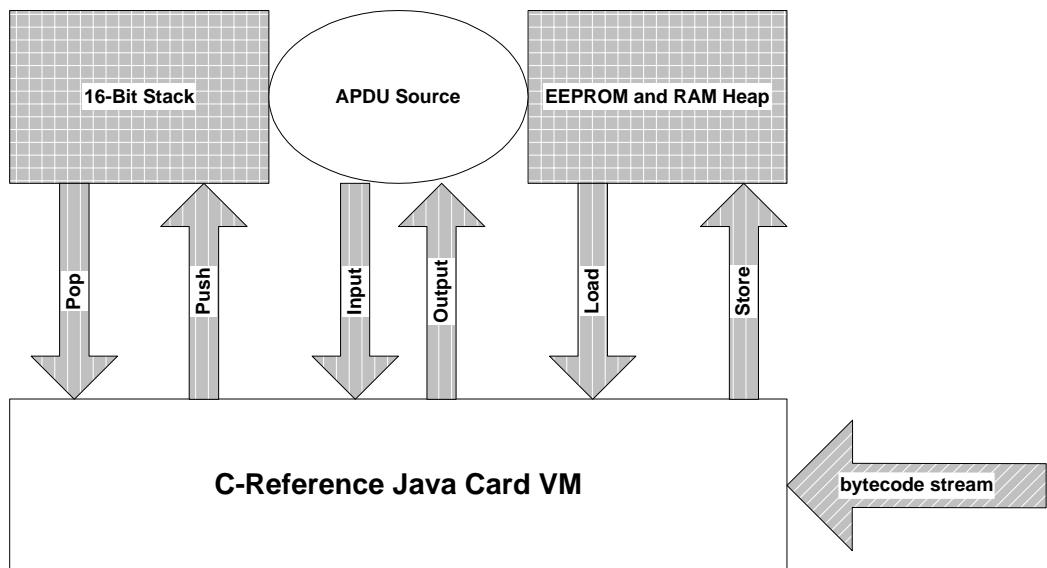 16-Bit Stack
APDU Source
EEPROM and RAM Heap
Pop
Push
Input
Output
Load
Store
C-Reference Java Card VM
bytecode stream